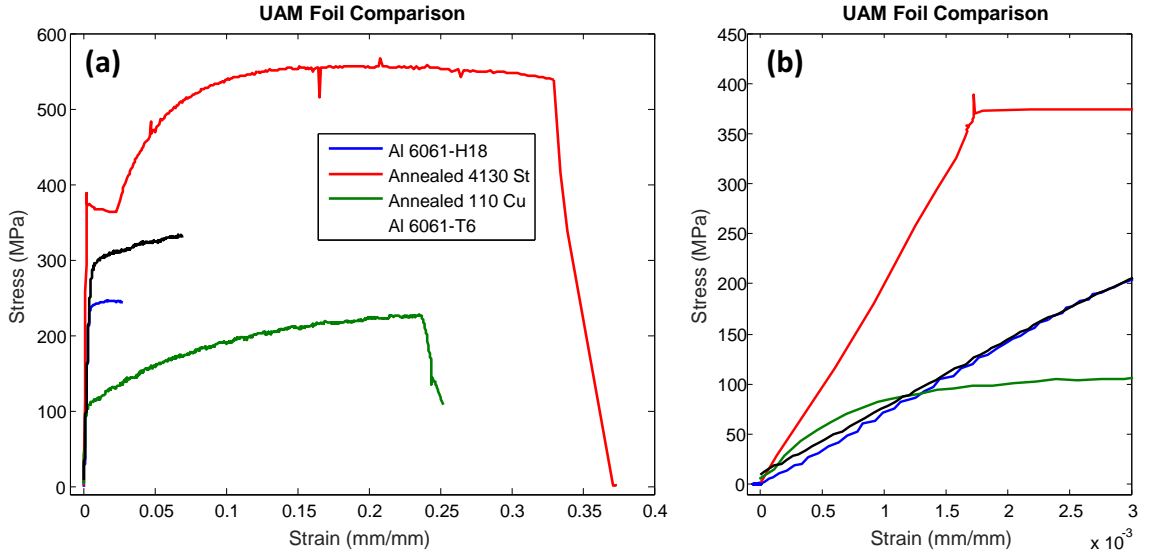 UAM Foil Comparison
(a)
600
500
400
300
200
100
0
Stress (MPa)
Al 6061-H18
Annealed 4130 St
Annealed 110 Cu
Al 6061-T6
0 0.05 0.1 0.15 0.2 0.25 0.3 0.35 0.4
Strain (mm/mm)
UAM Foil Comparison
(b)
450
400
350
300
250
200
150
100
50
0
Stress (MPa)
0 0.5 1 1.5 2 2.5 3
Strain (mm/mm)
x 10⁻³